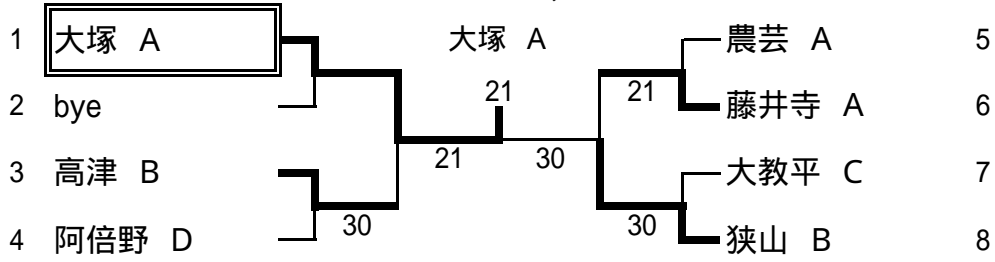 1 大塚 A 大塚 A 農芸 A 5
2 bye 21 21 藤井寺 A 6
21 30
3 高津 B 大教平 C 7
30 30
4 阿倍野 D 狭山 B 8